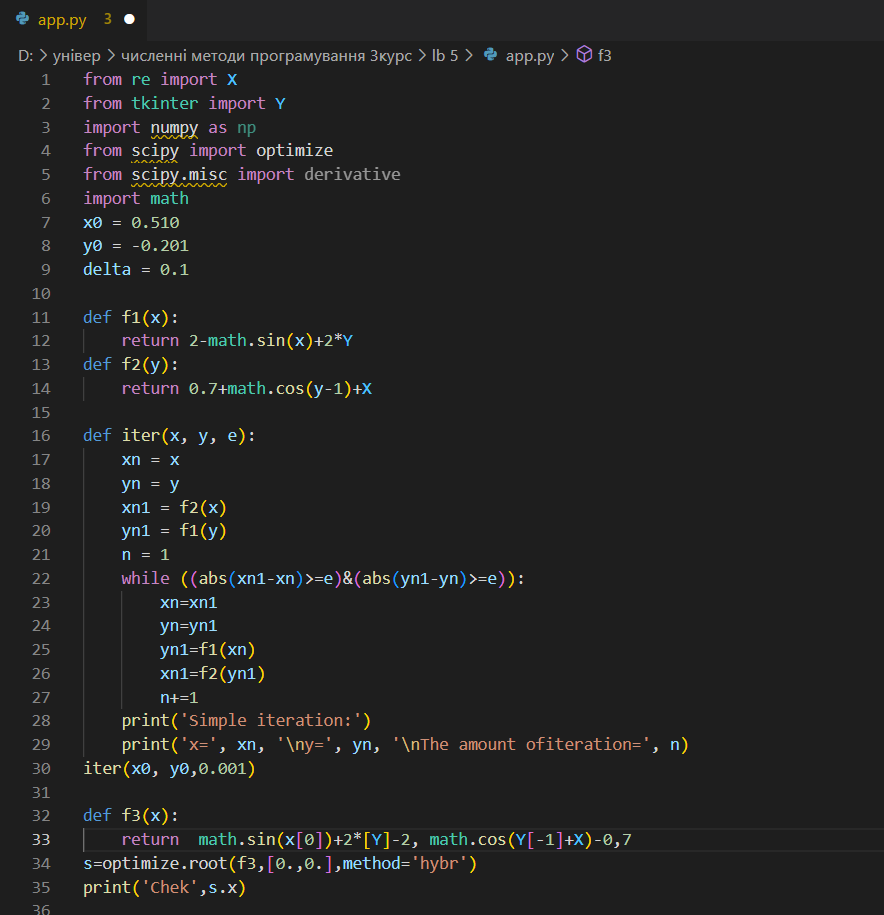 app.py 3
D: > універ > численні методи програмування 3курс > lb 5 > app.py > f3
1 from re import X
2 from tkinter import Y
3 import numpy as np
4 from scipy import optimize
5 from scipy.misc import derivative
6 import math
7 x0 = 0.510
8 y0 = -0.201
9 delta = 0.1
10
11 def f1(x):
12     return 2-math.sin(x)+2*Y
13 def f2(y):
14     return 0.7+math.cos(y-1)+X
15
16 def iter(x, y, e):
17     xn = x
18     yn = y
19     xn1 = f2(x)
20     yn1 = f1(y)
21     n = 1
22     while ((abs(xn1-xn)>=e)&(abs(yn1-yn)>=e)):
23         xn=xn1
24         yn=yn1
25         yn1=f1(xn)
26         xn1=f2(yn1)
27         n+=1
28     print('Simple iteration:')
29     print('x=', xn, '\ny=', yn, '\nThe amount ofiteration=', n)
30 iter(x0, y0,0.001)
31
32 def f3(x):
33     return  math.sin(x[0])+2*[Y]-2, math.cos(Y[-1]+X)-0,7
34 s=optimize.root(f3,[0.,0.],method='hybr')
35 print('Chek',s.x)
36